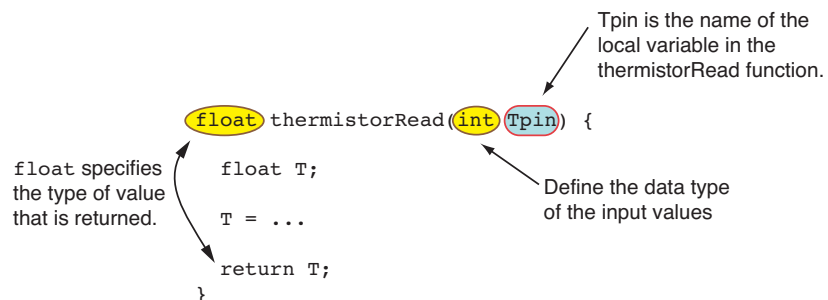 Tpin is the name of the
local variable in the
thermistorRead function.
float thermistorRead(int Tpin) {
float specifies
the type of value
that is returned.
float T;
T = ...
return T;
}
Define the data type
of the input values